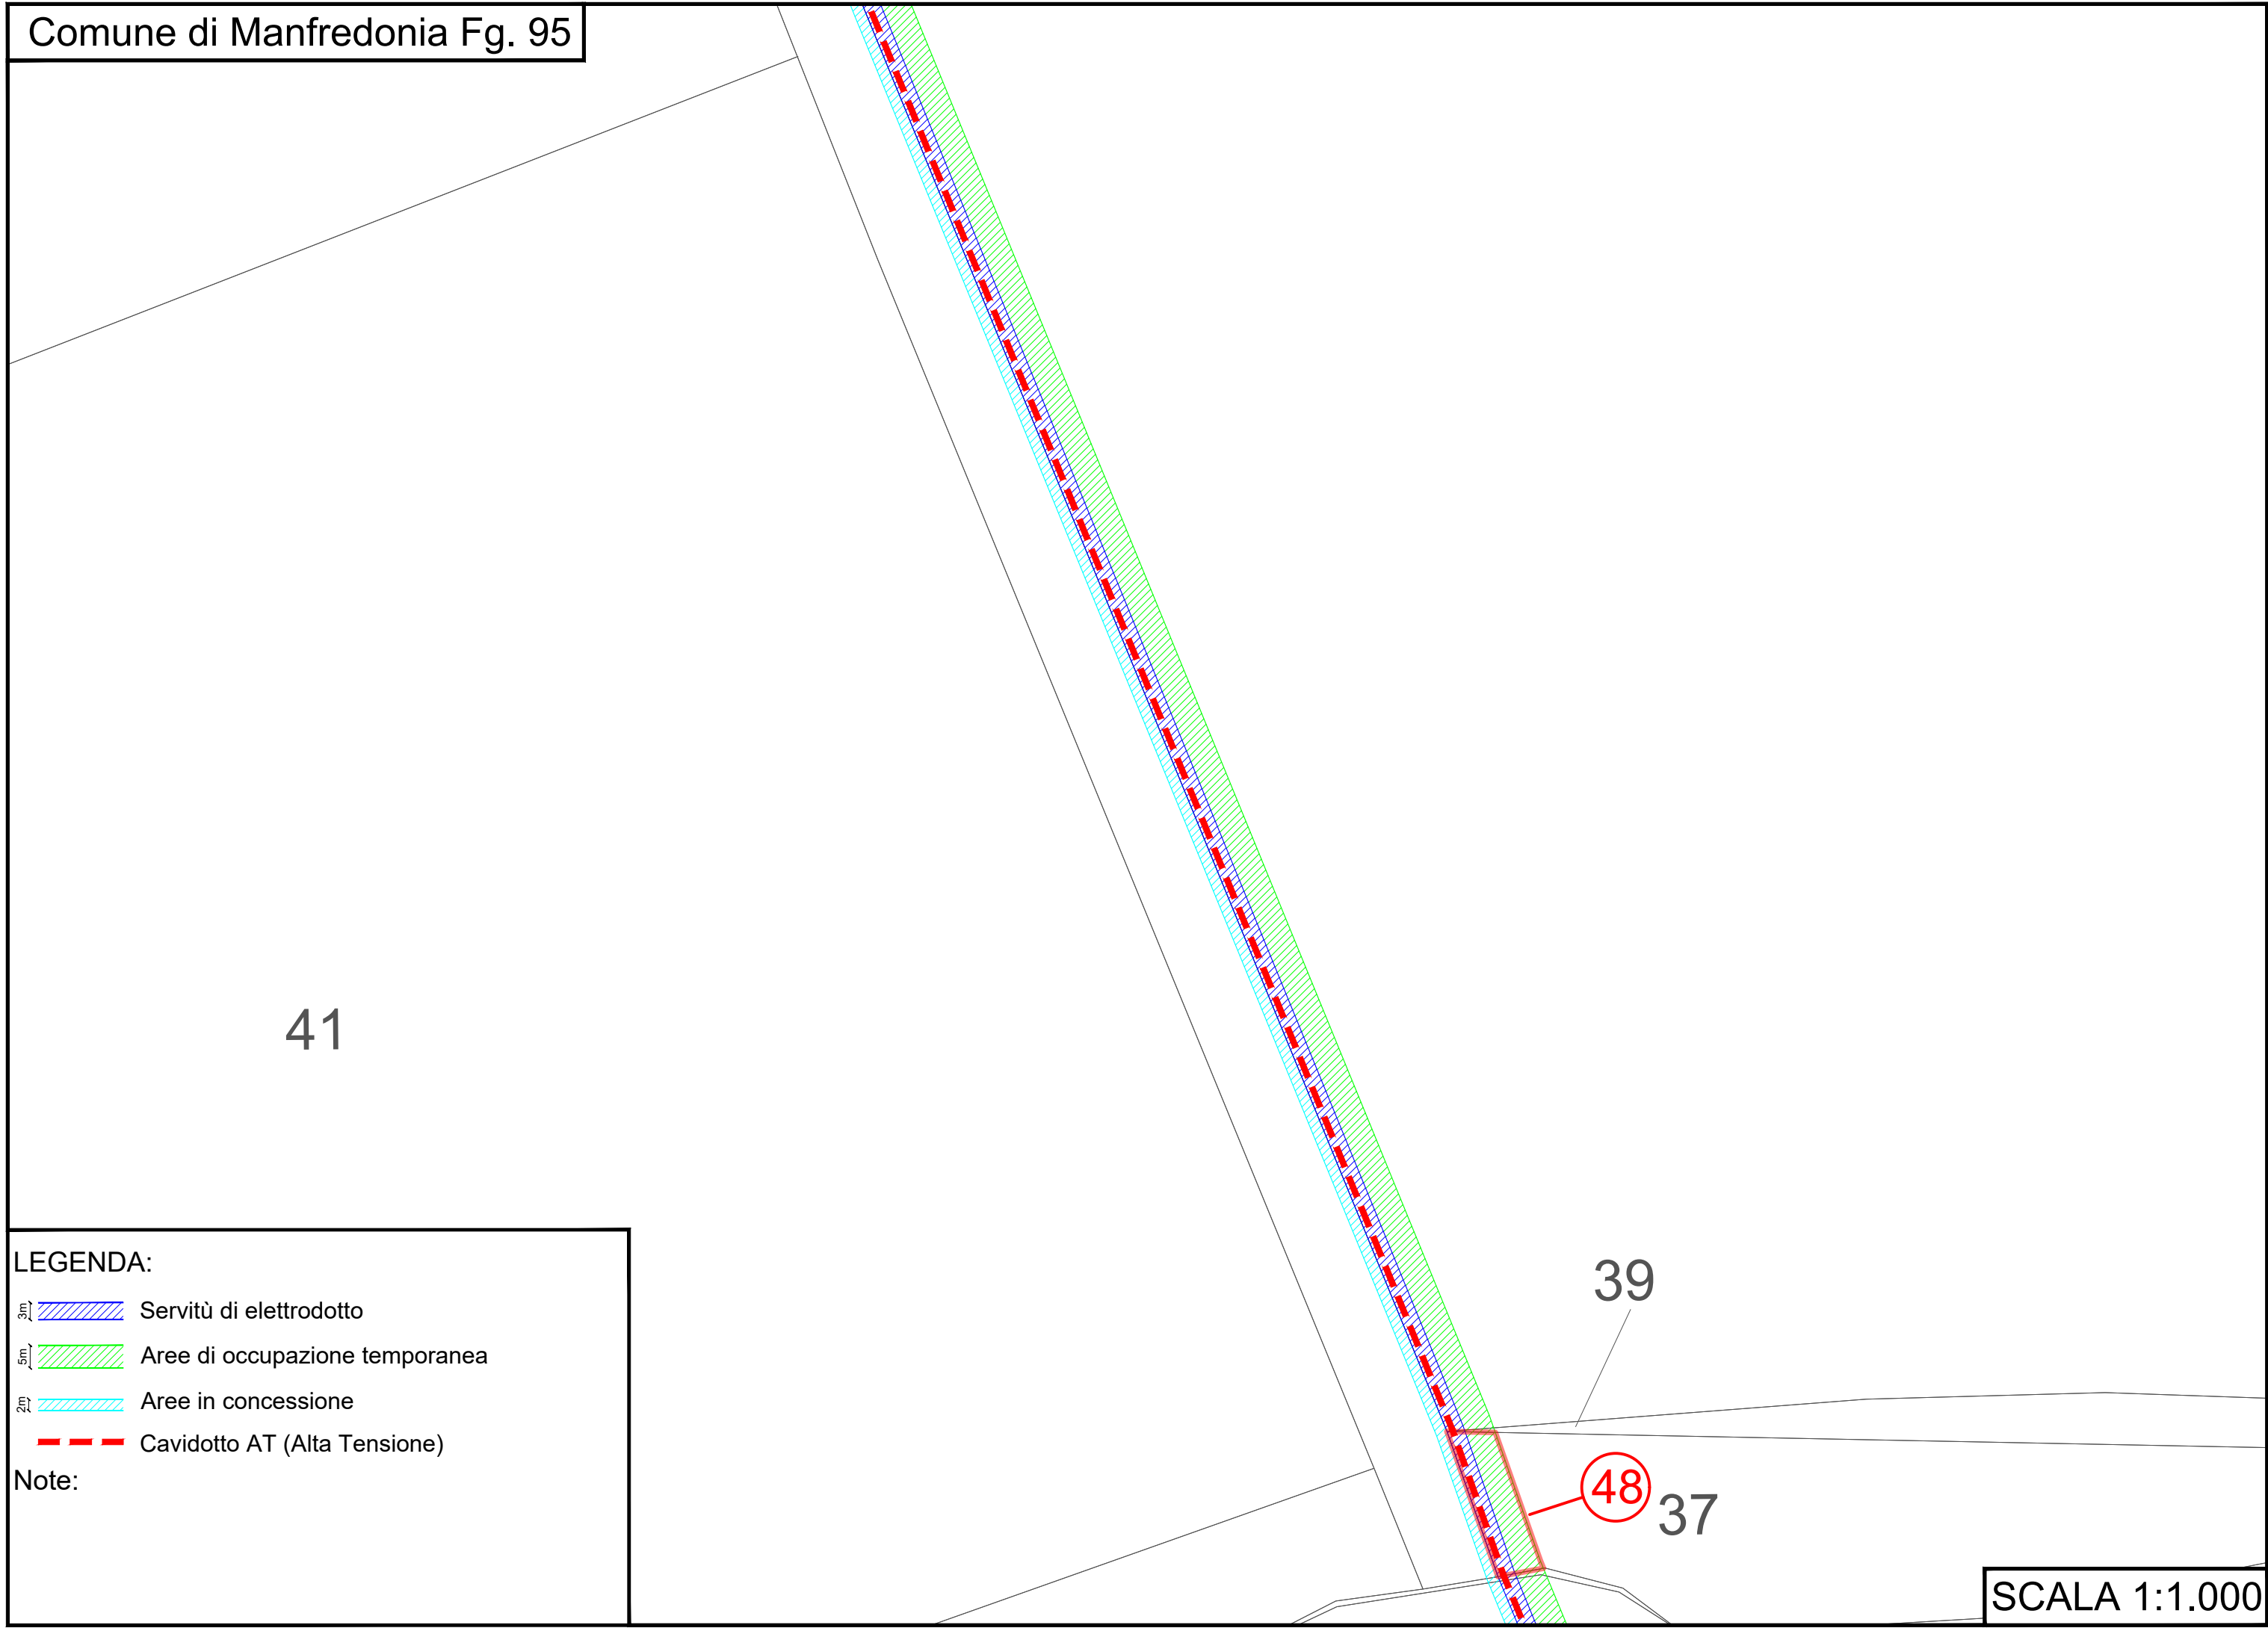 Comune di Manfredonia Fg. 95
41
39
48
37
LEGENDA:
3m Servitù di elettrodotto
5m Aree di occupazione temporanea
2m Aree in concessione
Cavidotto AT (Alta Tensione)
Note:
SCALA 1:1.000